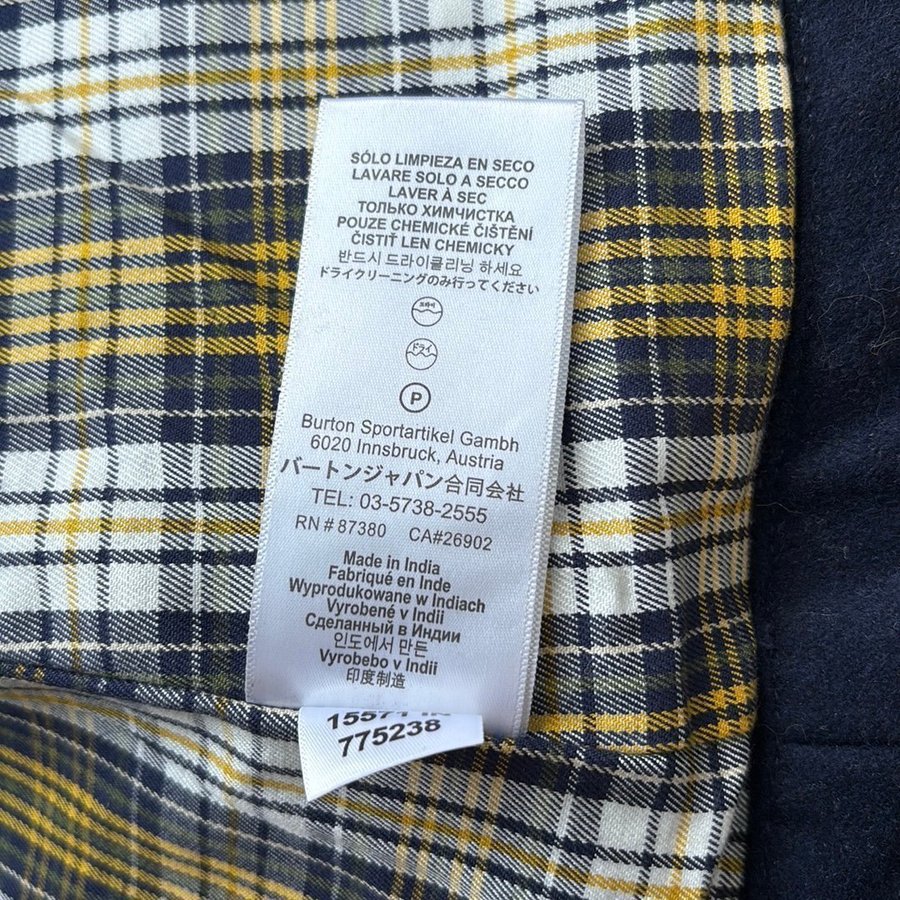 SÓLO LIMPIEZA EN SECO
LAVARE SOLO A SECCO
LAVER À SEC
ТОЛЬКО ХИМЧИСТКА
POUZE CHEMICKÉ ČIŠTĚNÍ
ČISTIŤ LEN CHEMICKY
반드시 드라이클리닝 하세요
ドライクリーニングのみ行ってください
ドライ
P
Burton Sportartikel Gambh
6020 Innsbruck, Austria
バートンジャパン合同会社
TEL: 03-5738-2555
RN # 87380 CA#26902
Made in India
Fabriqué en Inde
Wyprodukowane w Indiach
Vyrobené v Indii
Сделанный в Индии
인도에서 만든
Vyrobebo v Indii
印度制造
775238